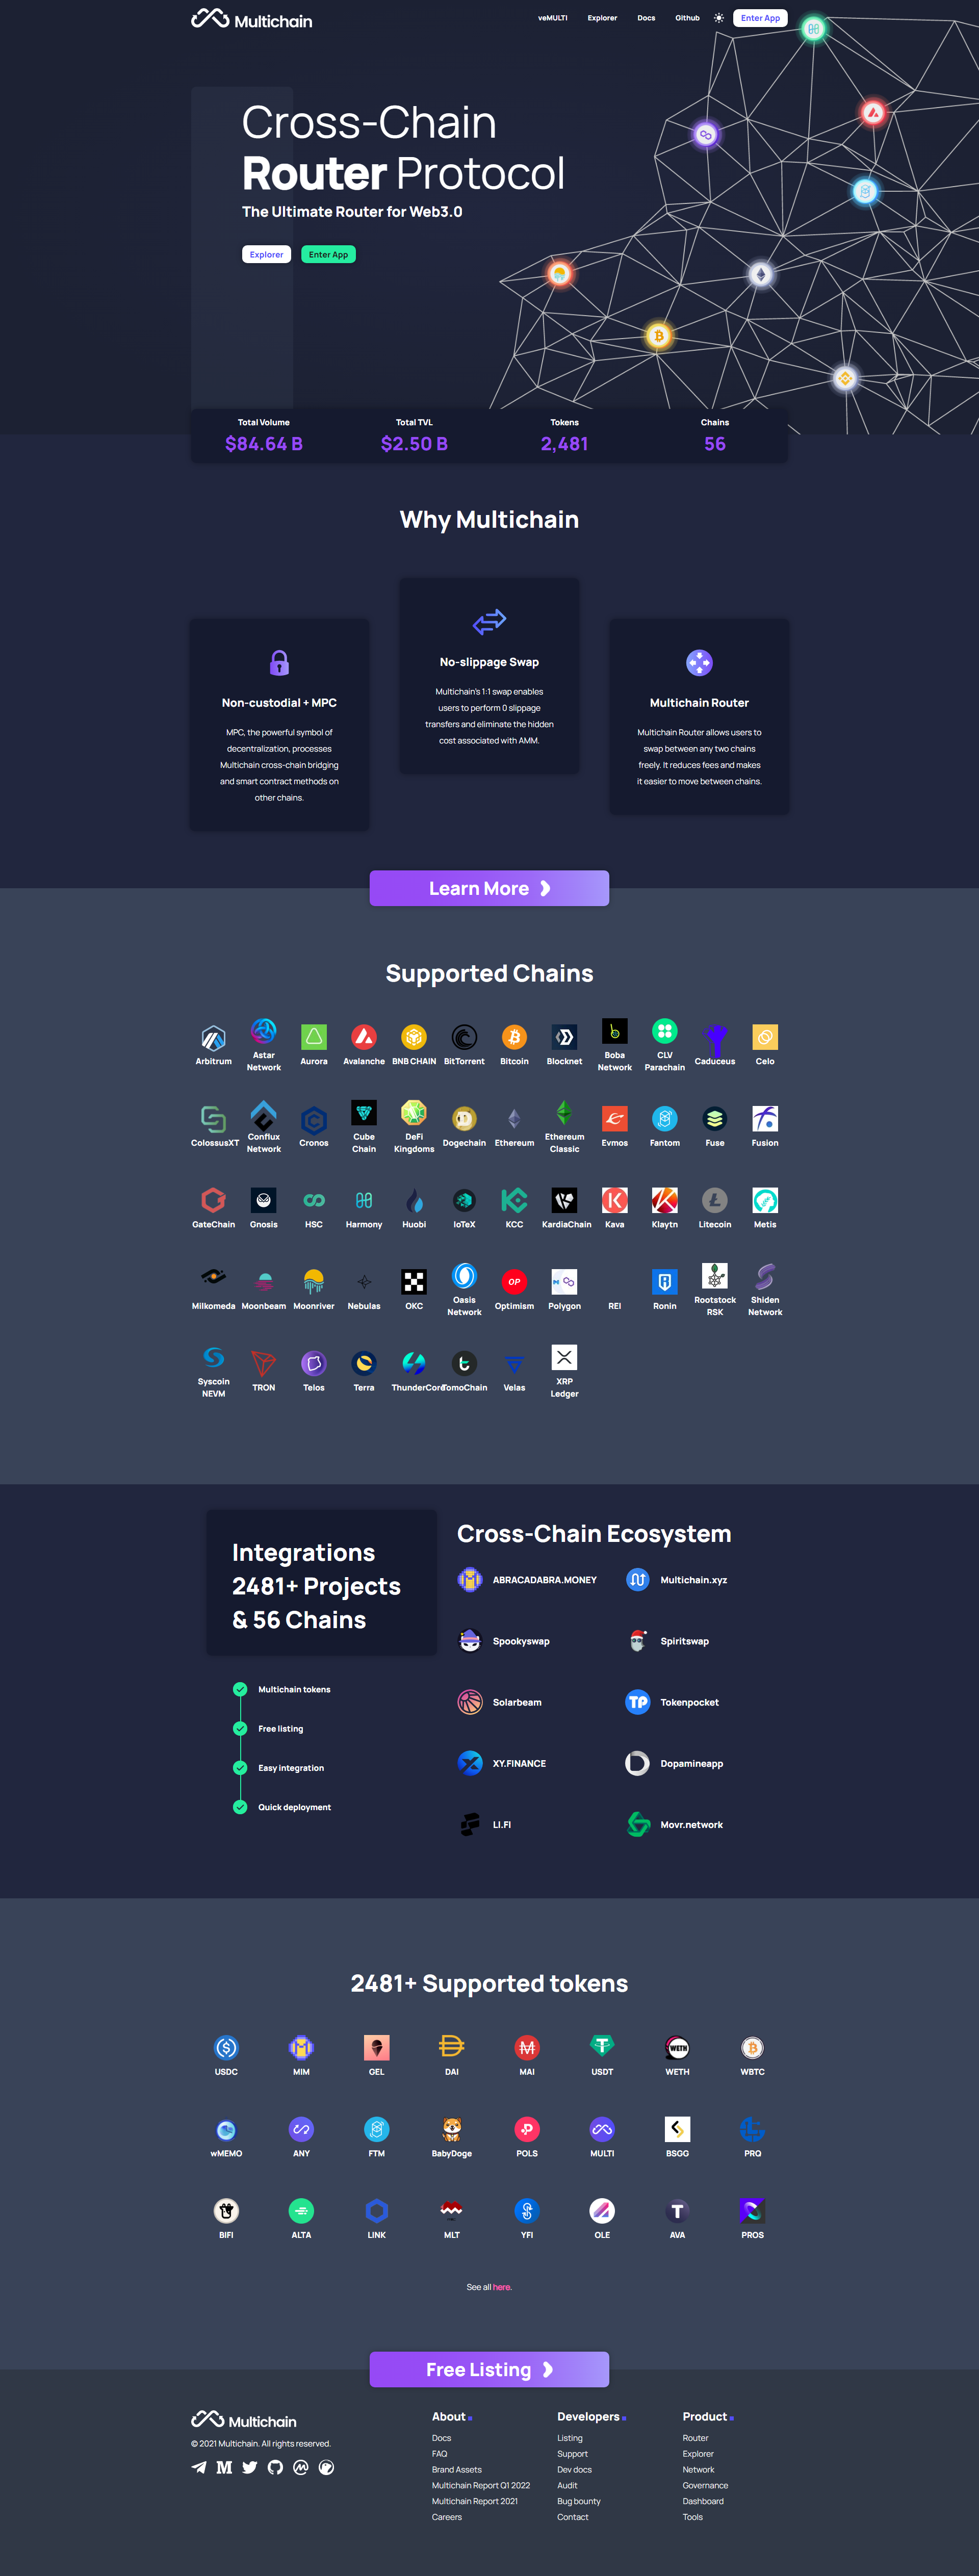 Multichain
veMULTI
Explorer
Docs
Github
Enter App
Cross-Chain
Router Protocol
The Ultimate Router for Web3.0
Explorer
Enter App
Total Volume
$84.64 B
Total TVL
$2.50 B
Tokens
2,481
Chains
56
Why Multichain
Non-custodial + MPC
MPC, the powerful symbol of
decentralization, processes
Multichain cross-chain bridging
and smart contract methods on
other chains.
No-slippage Swap
Multichain's 1:1 swap enables
users to perform 0 slippage
transfers and eliminate the hidden
cost associated with AMM.
Multichain Router
Multichain Router allows users to
swap between any two chains
freely. It reduces fees and makes
it easier to move between chains.
Learn More
Supported Chains
Arbitrum
Astar
Network
Aurora
Avalanche
BNB CHAIN
BitTorrent
Bitcoin
Blocknet
Boba
Network
CLV
Parachain
Caduceus
Celo
ColossusXT
Conflux
Network
Cronos
Cube
Chain
DeFi
Kingdoms
Dogechain
Ethereum
Ethereum
Classic
Evmos
Fantom
Fuse
Fusion
GateChain
Gnosis
HSC
Harmony
Huobi
IoTeX
KCC
KardiaChain
Kava
Klaytn
Litecoin
Metis
Milkomeda
Moonbeam
Moonriver
Nebulas
OKC
Oasis
Network
OP
Optimism
Polygon
REI
Ronin
Rootstock
RSK
Shiden
Network
Syscoin
NEVM
TRON
Telos
Terra
ThunderCore
TomoChain
Velas
XRP
Ledger
Integrations
2481+ Projects
& 56 Chains
Multichain tokens
Free listing
Easy integration
Quick deployment
Cross-Chain Ecosystem
ABRACADABRA.MONEY
Multichain.xyz
Spookyswap
Spiritswap
Solarbeam
TP
Tokenpocket
XY.FINANCE
Dopamineapp
LI.FI
Movr.network
2481+ Supported tokens
USDC
MIM
GEL
DAI
MAI
USDT
WETH
WETH
WBTC
wMEMO
ANY
FTM
BabyDoge
POLS
MULTI
BSGG
PRQ
BIFI
ALTA
LINK
MLT
YFI
OLE
AVA
PROS
See all here.
Free Listing
Multichain
© 2021 Multichain. All rights reserved.
About
Docs
FAQ
Brand Assets
Multichain Report Q1 2022
Multichain Report 2021
Careers
Developers
Listing
Support
Dev docs
Audit
Bug bounty
Contact
Product
Router
Explorer
Network
Governance
Dashboard
Tools